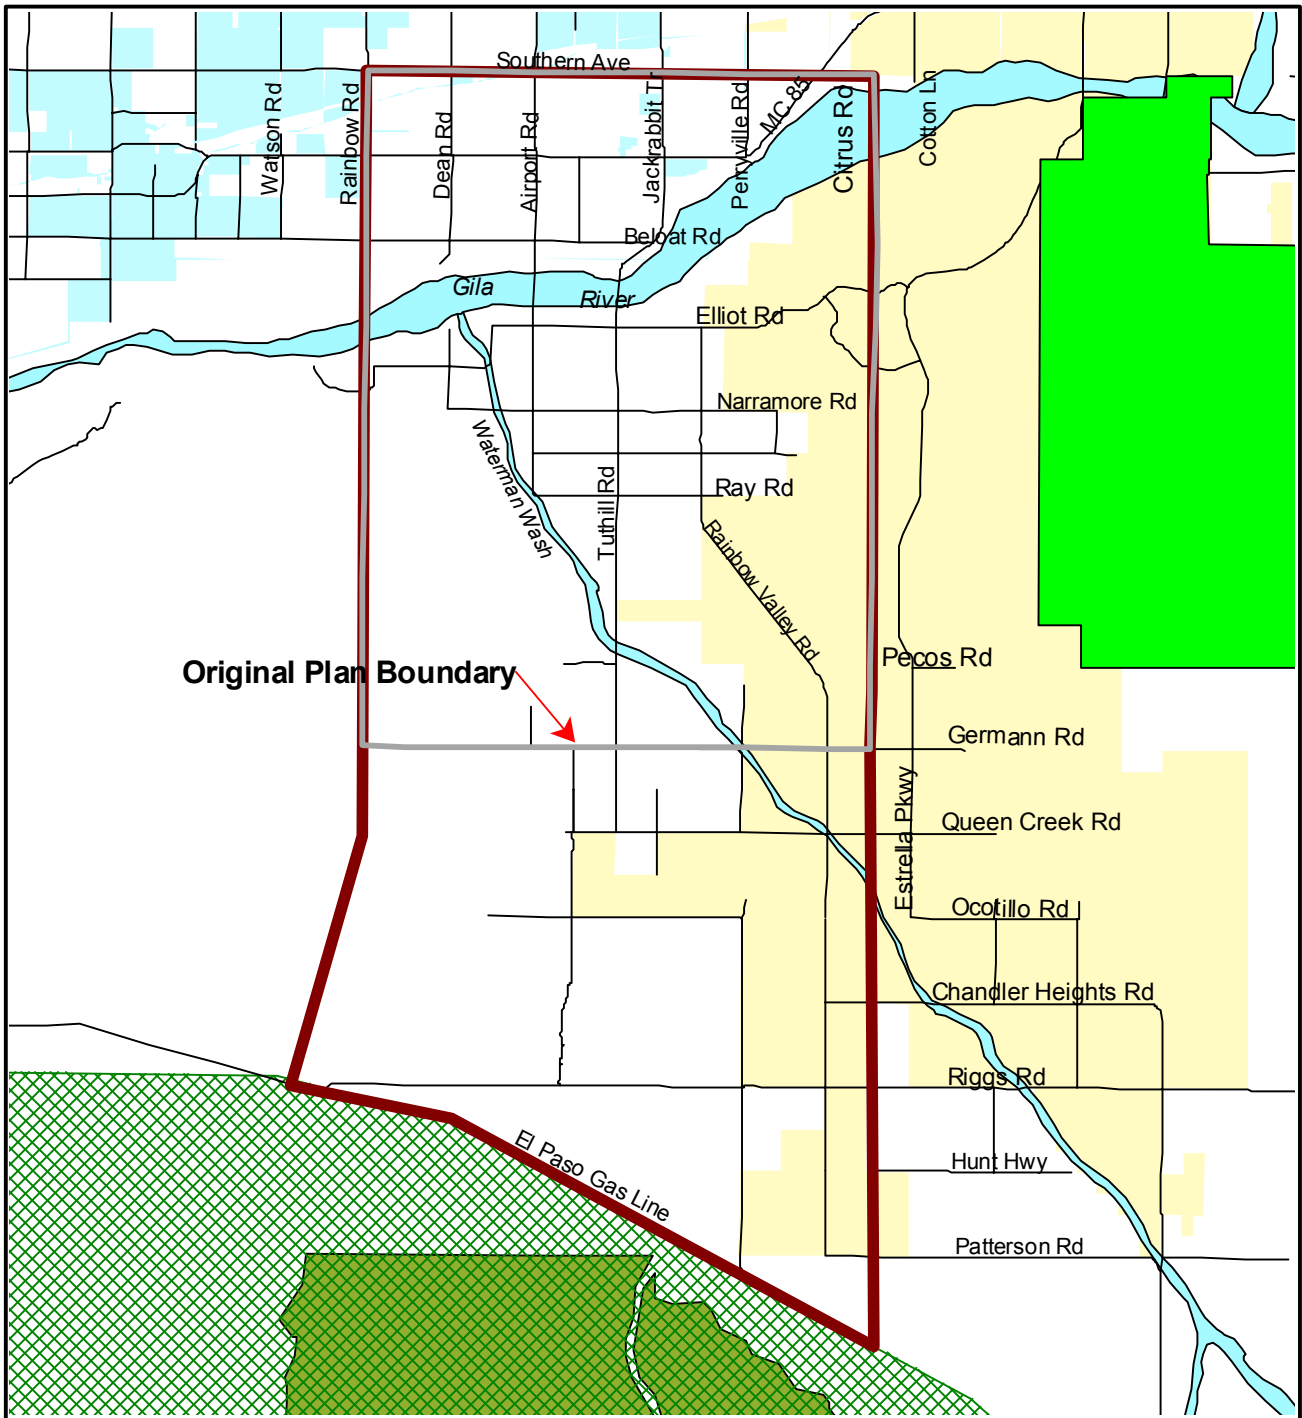 Southern Ave
Watson Rd
Rainbow Rd
Dean Rd
Airport Rd
Jackrabbit Tr
Perryville Rd
MC 85
Citrus Rd
Cotton Ln
Beloat Rd
Gila
River
Elliot Rd
Narramore Rd
Waterman Wash
Tuthill Rd
Ray Rd
Rainbow Valley Rd
Original Plan Boundary
Pecos Rd
Germann Rd
Estrella Pkwy
Queen Creek Rd
Ocotillo Rd
Chandler Heights Rd
Riggs Rd
El Paso Gas Line
Hunt Hwy
Patterson Rd